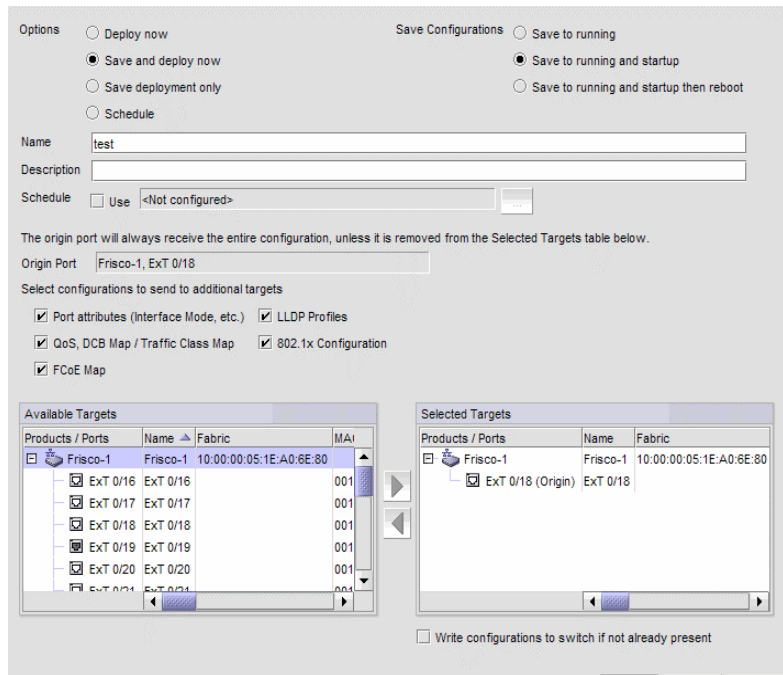 Options
Deploy now
Save and deploy now
Save deployment only
Schedule
Save Configurations
Save to running
Save to running and startup
Save to running and startup then reboot
Name test
Description
Schedule Use <Not configured> ...
The origin port will always receive the entire configuration, unless it is removed from the Selected Targets table below.
Origin Port Frisco-1, ExT 0/18
Select configurations to send to additional targets
Port attributes (Interface Mode, etc.) LLDP Profiles
QoS, DCB Map / Traffic Class Map 802.1x Configuration
FCoE Map
Available Targets
Products / Ports Name Fabric MA
Frisco-1 Frisco-1 10:00:00:05:1E:A0:6E:80
ExT 0/16 ExT 0/16 001
ExT 0/17 ExT 0/17 001
ExT 0/18 ExT 0/18 001
ExT 0/19 ExT 0/19 001
ExT 0/20 ExT 0/20 001
ExT 0/21 ExT 0/21 001
Selected Targets
Products / Ports Name Fabric
Frisco-1 Frisco-1 10:00:00:05:1E:A0:6E:80
ExT 0/18 (Origin) ExT 0/18
Write configurations to switch if not already present